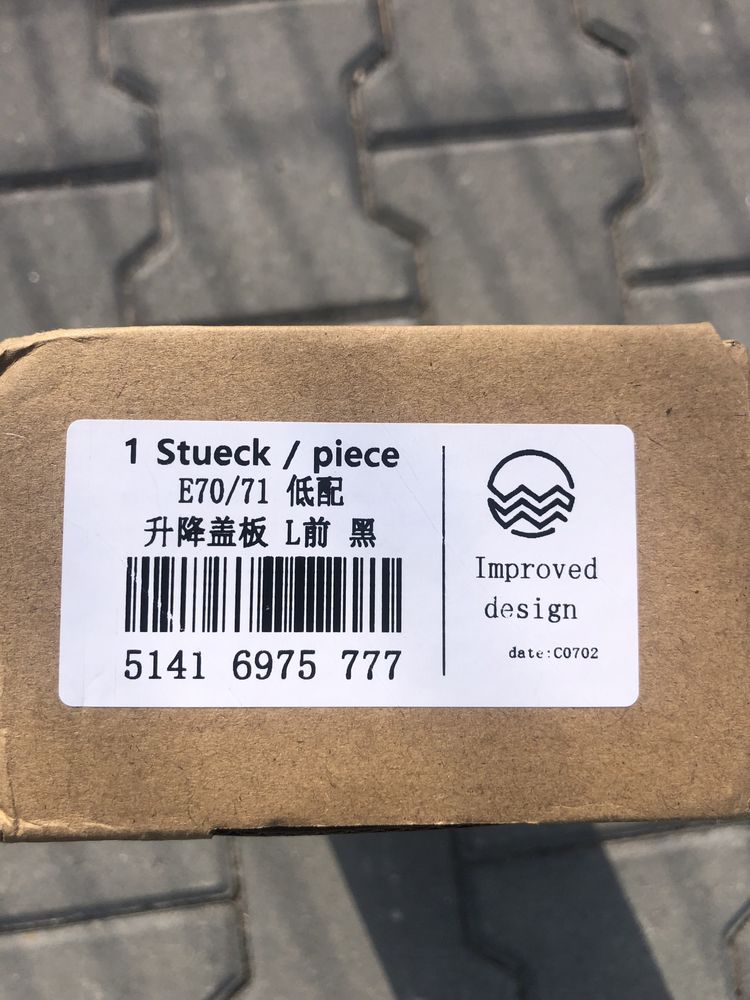 1 Stueck / piece
E70/71 低配
升降盖板 L前 黑
5141 6975 777
Improved
design
date:C0702